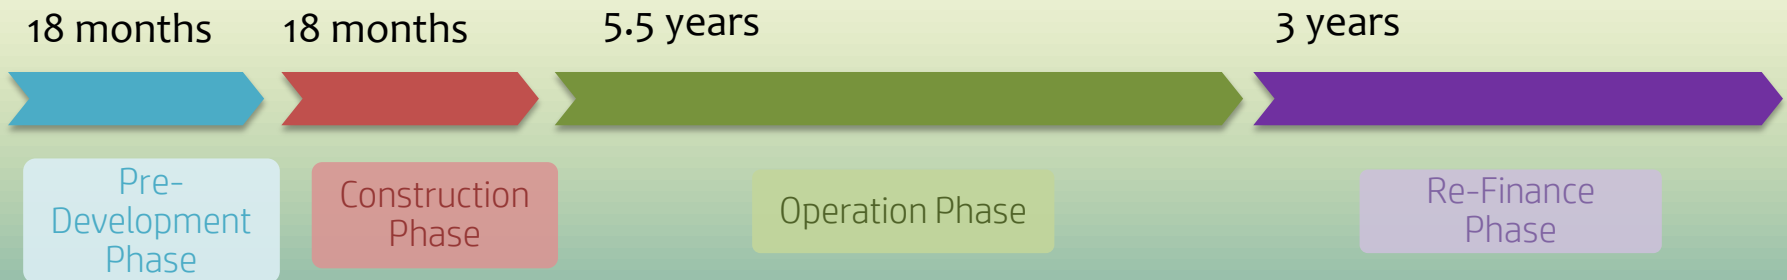 18 months
18 months
5.5 years
3 years
Pre-
Development
Phase
Construction
Phase
Operation Phase
Re-Finance
Phase